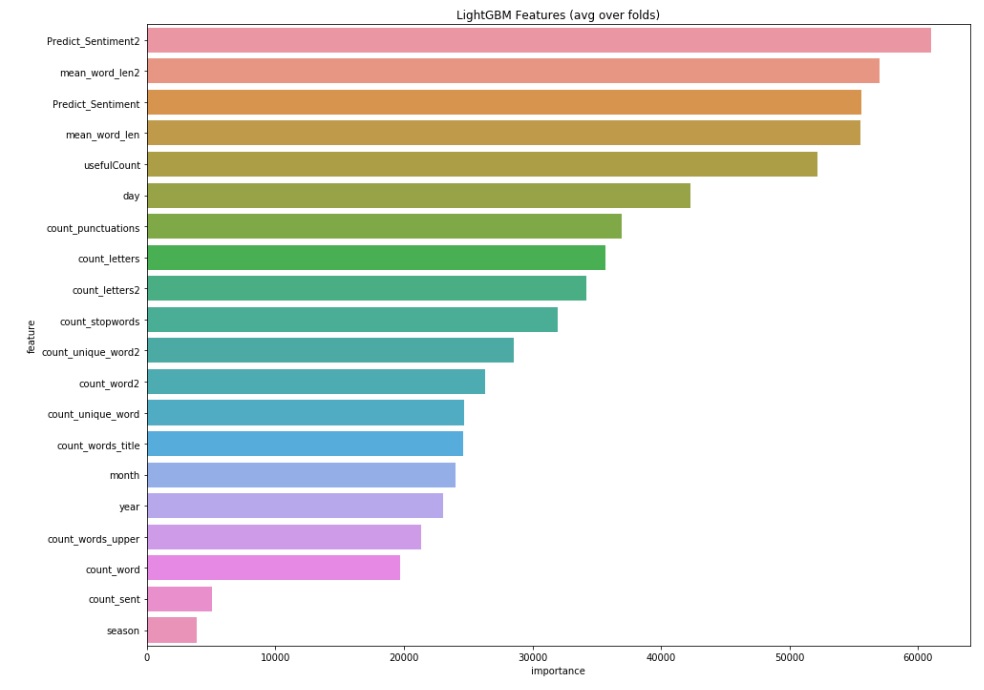 LightGBM Features (avg over folds)
Predict_Sentiment2
mean_word_len2
Predict_Sentiment
mean_word_len
usefulCount
day
count_punctuations
count_letters
count_letters2
count_stopwords
feature
count_unique_word2
count_word2
count_unique_word
count_words_title
month
year
count_words_upper
count_word
count_sent
season
0 10000 20000 30000 40000 50000 60000
importance